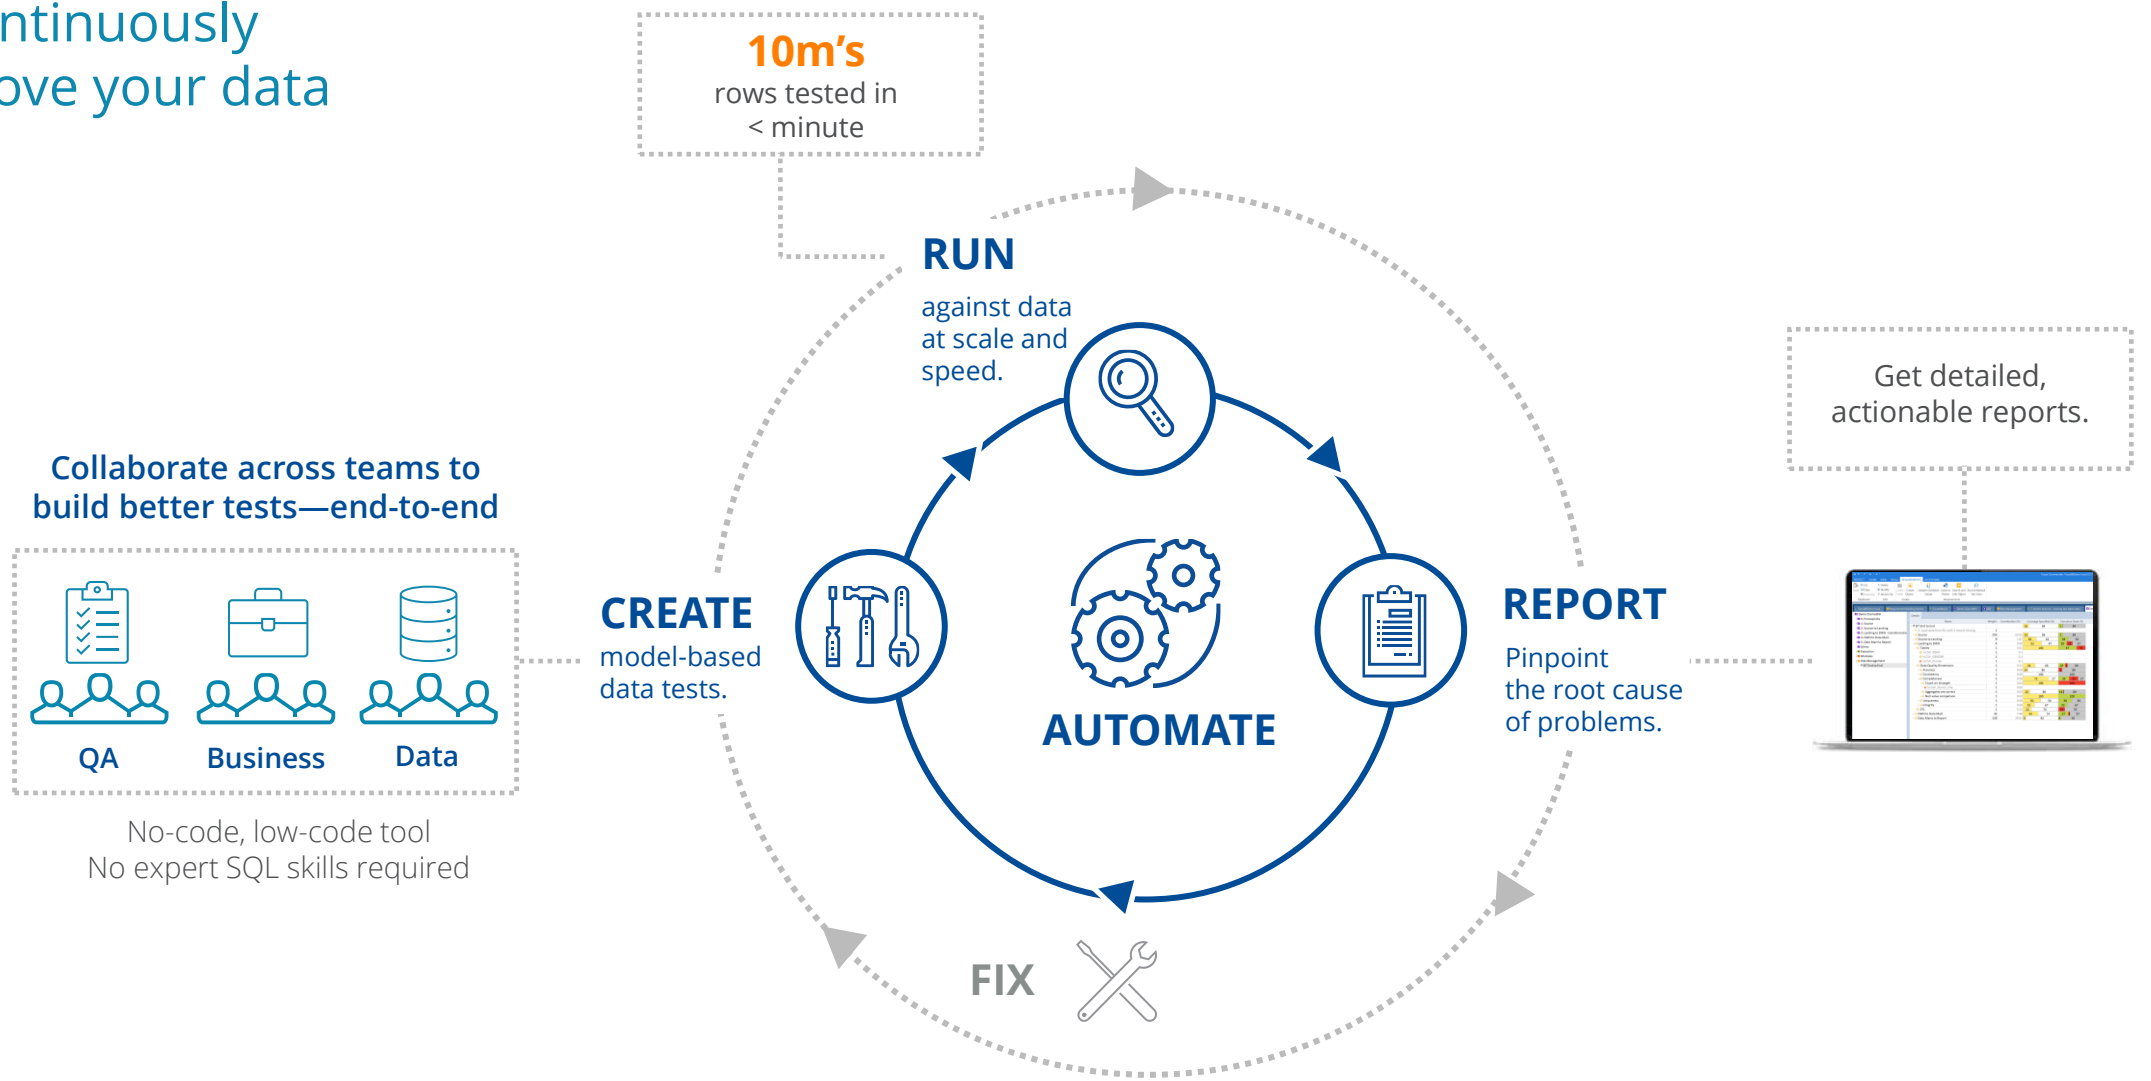 ntinuously
ove your data
10m's
rows tested in
< minute
RUN
against data
at scale and
speed.
Get detailed,
actionable reports.
Collaborate across teams to
build better tests—end-to-end
QA
Business
Data
No-code, low-code tool
No expert SQL skills required
CREATE
model-based
data tests.
AUTOMATE
REPORT
Pinpoint
the root cause
of problems.
FIX